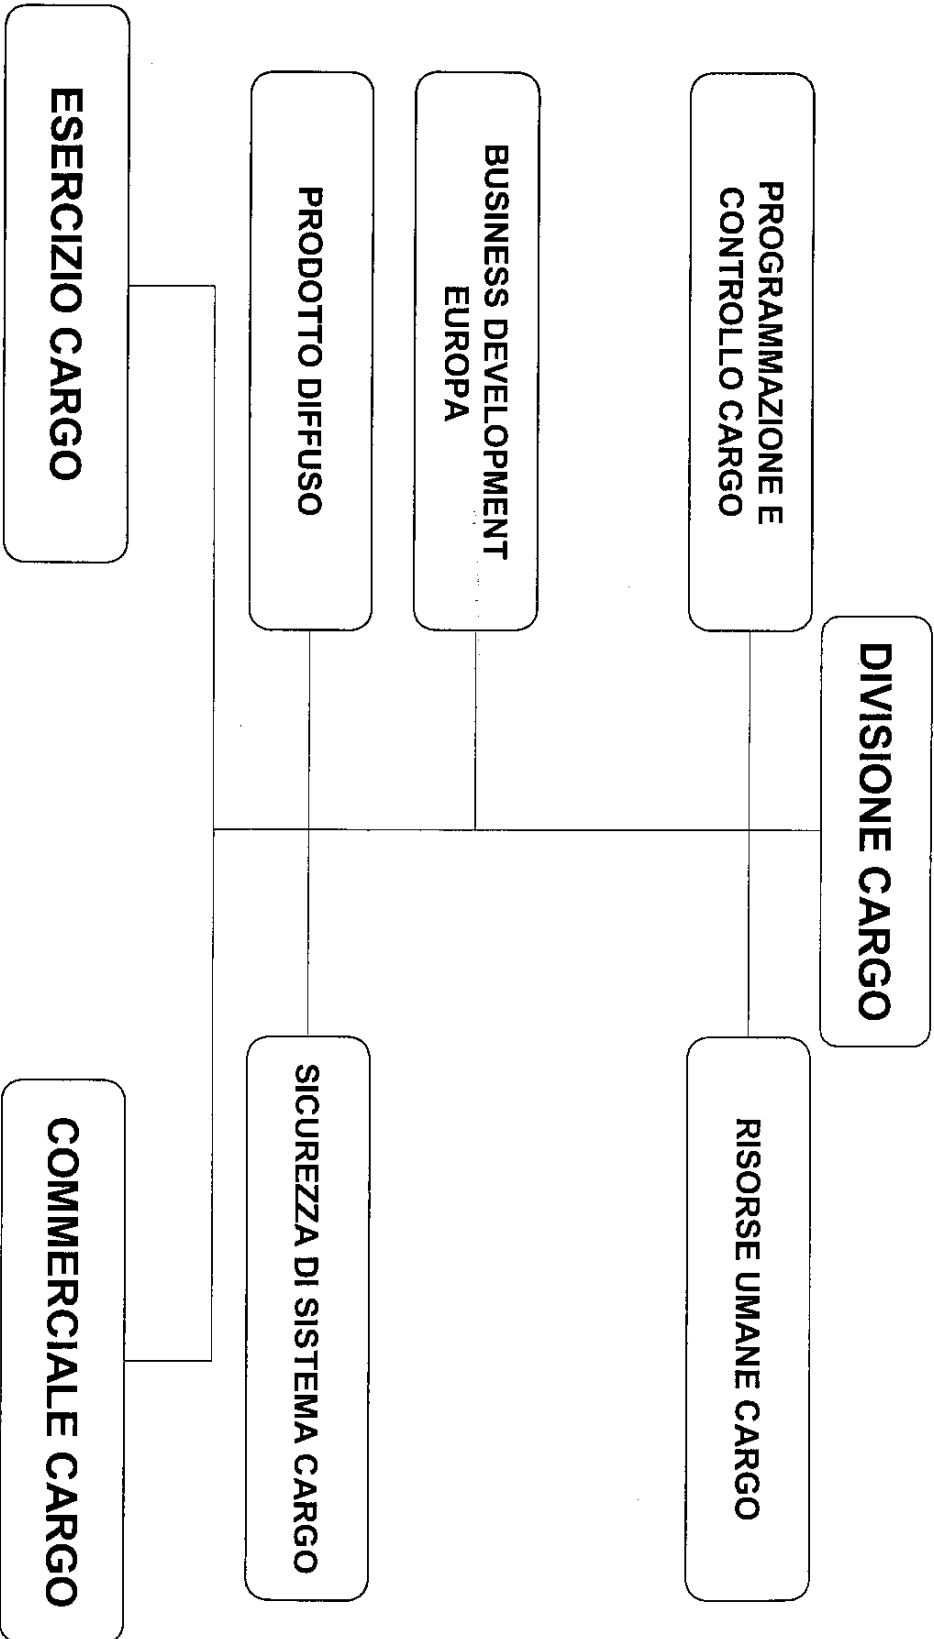 DIVISIONE CARGO
PROGRAMMAZIONE E
CONTROLLO CARGO
RISORSE UMANE CARGO
BUSINESS DEVELOPMENT
EUROPA
PRODOTTO DIFFUSO
SICUREZZA DI SISTEMA CARGO
ESERCIZIO CARGO
COMMERCIALE CARGO